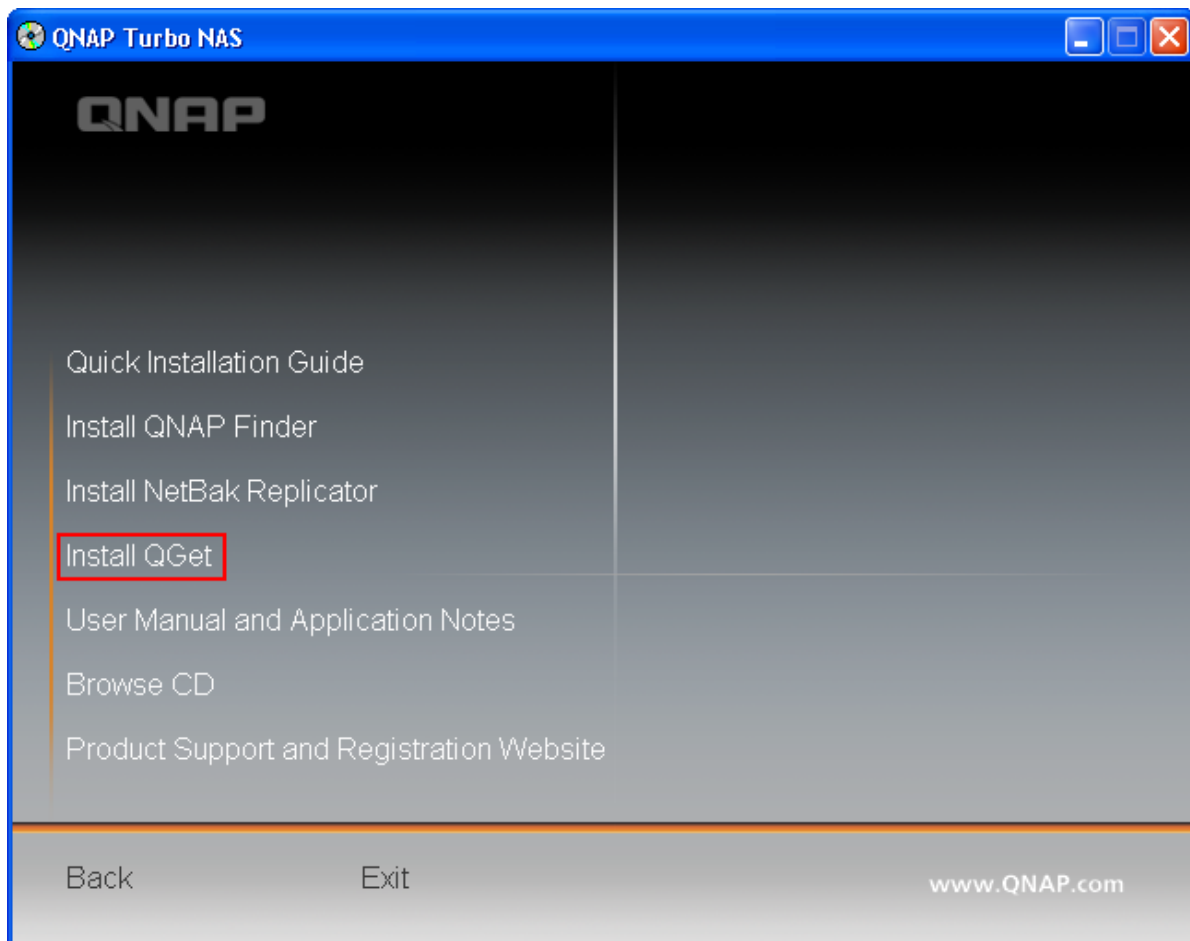 QNAP Turbo NAS
QNAP
Quick Installation Guide
Install QNAP Finder
Install NetBak Replicator
Install QGet
User Manual and Application Notes
Browse CD
Product Support and Registration Website
Back Exit www.QNAP.com